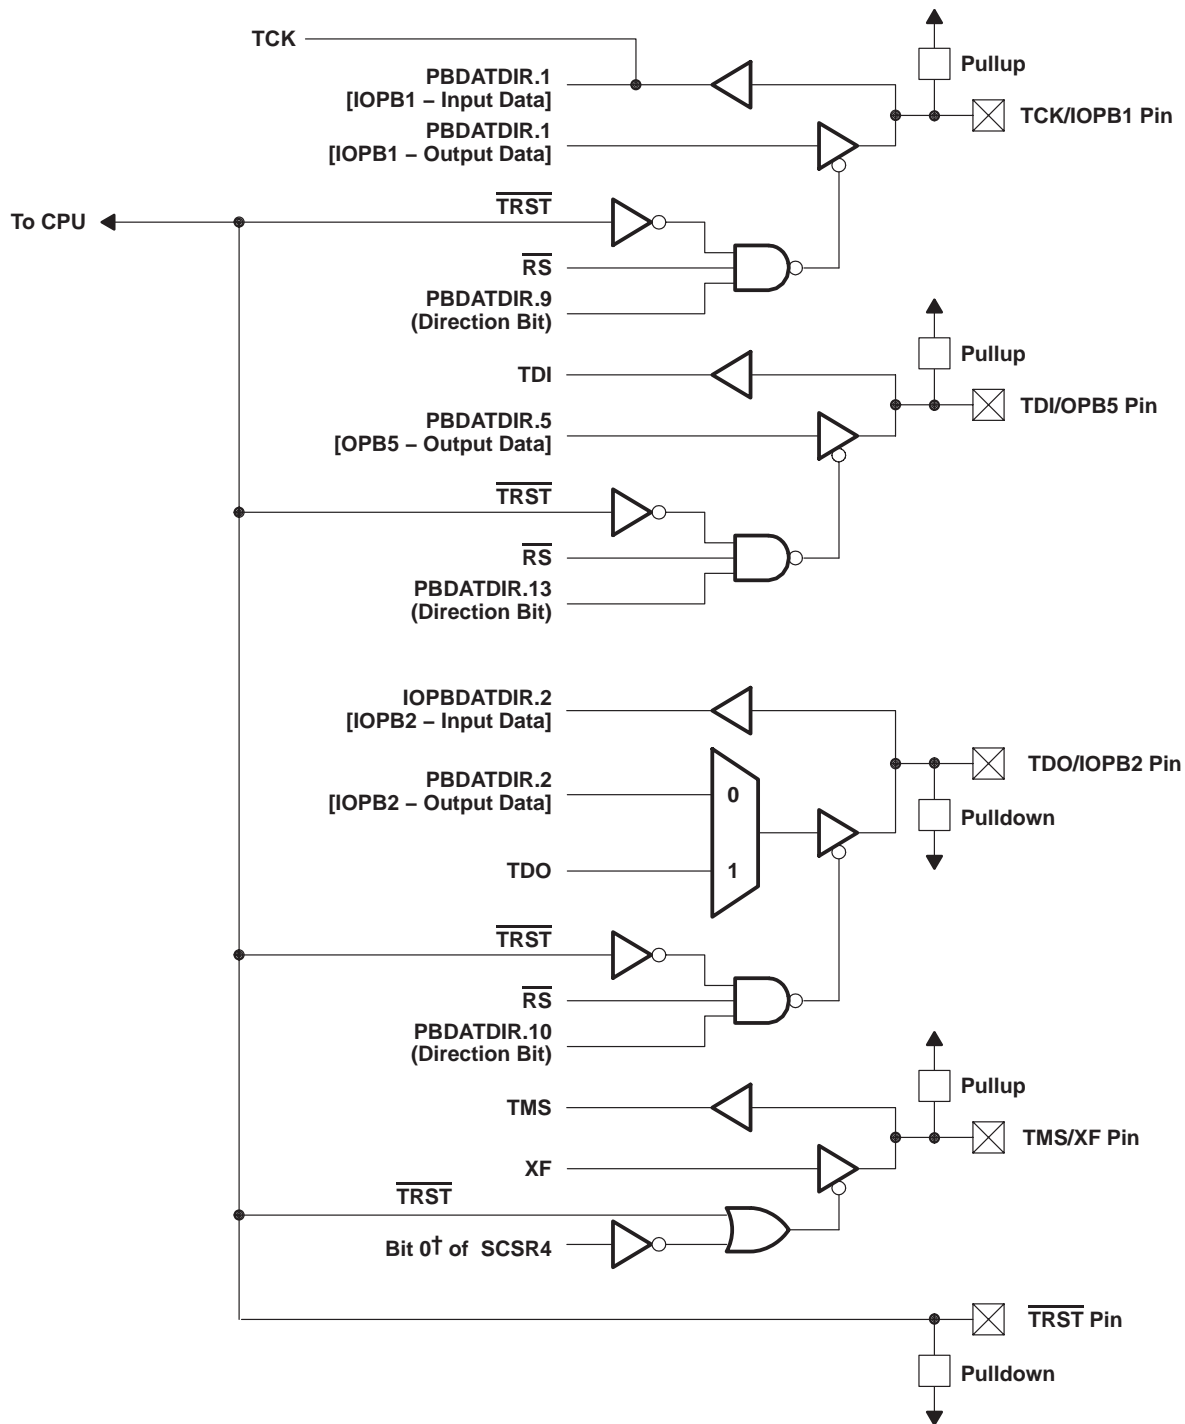 TCK
PBDATDIR.1
[IOPB1 – Input Data]
Pullup
TCK/IOPB1 Pin
PBDATDIR.1
[IOPB1 – Output Data]
TRST
To CPU
RS
PBDATDIR.9
(Direction Bit)
Pullup
TDI
TDI/OPB5 Pin
PBDATDIR.5
[OPB5 – Output Data]
TRST
RS
PBDATDIR.13
(Direction Bit)
IOPBDATDIR.2
[IOPB2 – Input Data]
TDO/IOPB2 Pin
PBDATDIR.2
[IOPB2 – Output Data]
0
Pulldown
TDO
1
TRST
RS
PBDATDIR.10
(Direction Bit)
Pullup
TMS
TMS/XF Pin
XF
TRST
Bit 0† of SCSR4
TRST Pin
Pulldown